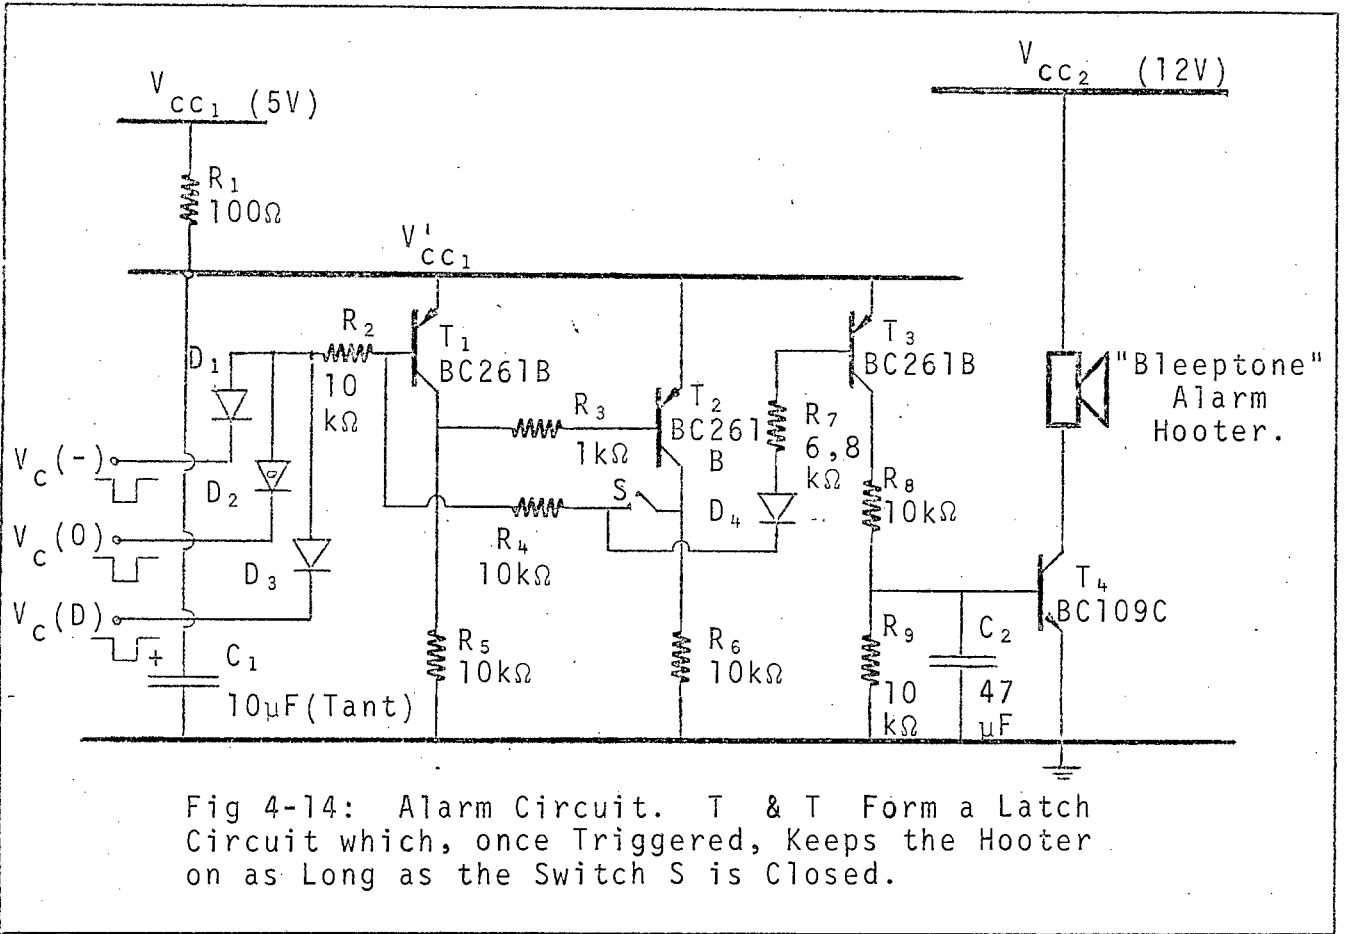 VCC1 (5V)
VCC2 (12V)
R1
100Ω
V'CC1
R2
10
kΩ
D1
T1
BC261B
T3
BC261B
"Bleeptone"
Alarm
Hooter.
R3
1kΩ
T2
BC261
B
R7
6,8
kΩ
VC(-)
D2
S
D4
R8
10kΩ
VC(0)
D3
R4
10kΩ
T4
BC109C
VC(D)
+
C1
10µF(Tant)
R5
10kΩ
R6
10kΩ
R9
10
kΩ
C2
47
µF
Fig 4-14: Alarm Circuit. T & T Form a Latch
Circuit which, once Triggered, Keeps the Hooter
on as Long as the Switch S is Closed.